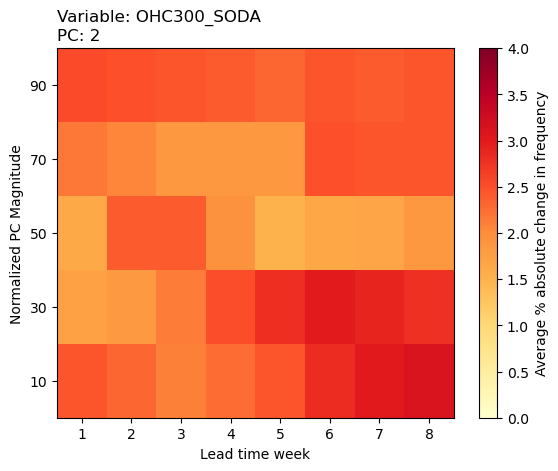 Variable: OHC300_SODA
PC: 2
90
70
50
30
10
Normalized PC Magnitude
1 2 3 4 5 6 7 8
Lead time week
4.0
3.5
3.0
2.5
2.0
1.5
1.0
0.5
0.0
Average % absolute change in frequency